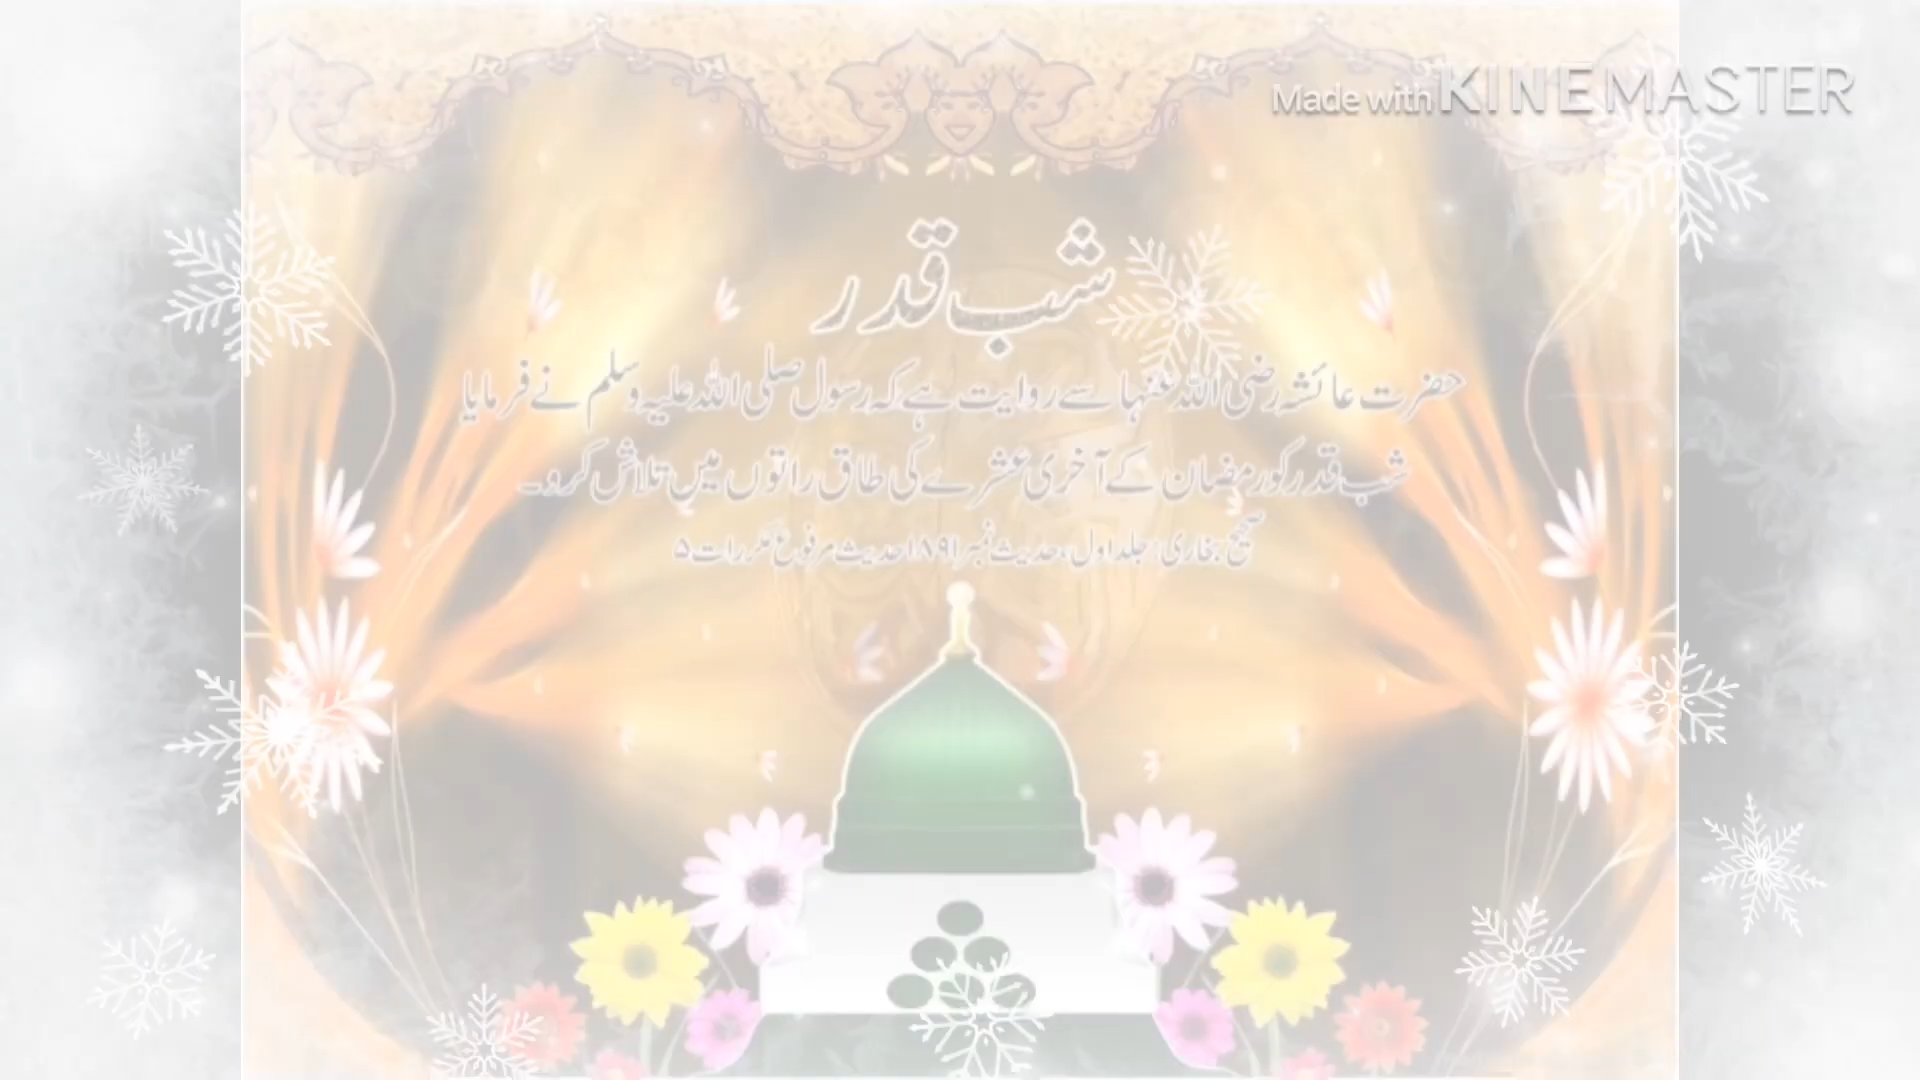 Made with KINEMASTER
شب قدر
حضرت عائشہ رضی اللہ عنہا سے روایت ہے کہ رسول صلی اللہ علیہ وسلم نے فرمایا
شب قدر کو رمضان کے آخری عشرے کی طاق راتوں میں تلاش کرو۔
صحیح بخاری: جلد اول، حدیث نمبر ۱۸۹۱ حدیث مرفوع مکررات ۵